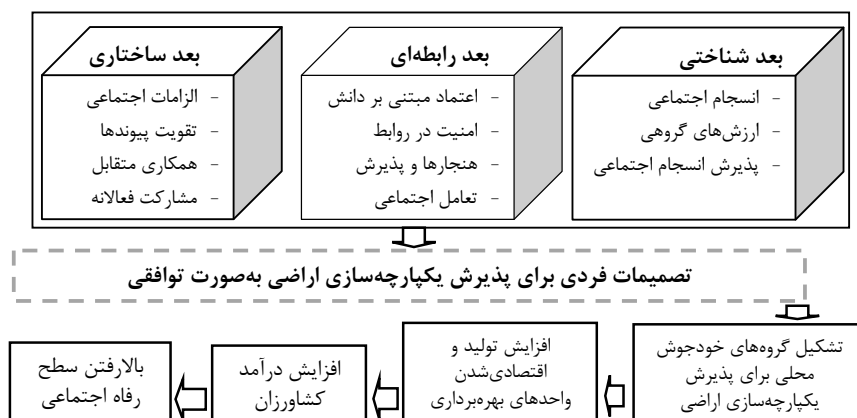 بعد شناختی
- انسجام اجتماعی
- ارزش‌های گروهی
- پذیرش انسجام اجتماعی
بعد رابطه‌ای
- اعتماد مبتنی بر دانش
- امنیت در روابط
- هنجارها و پذیرش
- تعامل اجتماعی
بعد ساختاری
- الزامات اجتماعی
- تقویت پیوندها
- همکاری متقابل
- مشارکت فعالانه
تصمیمات فردی برای پذیرش یکپارچه‌سازی اراضی به‌صورت توافقی
تشکیل گروه‌های خودجوش
محلی برای پذیرش
یکپارچه‌سازی اراضی
افزایش تولید و
اقتصادی‌شدن
واحدهای بهره‌برداری
افزایش درآمد
کشاورزان
بالارفتن سطح
رفاه اجتماعی